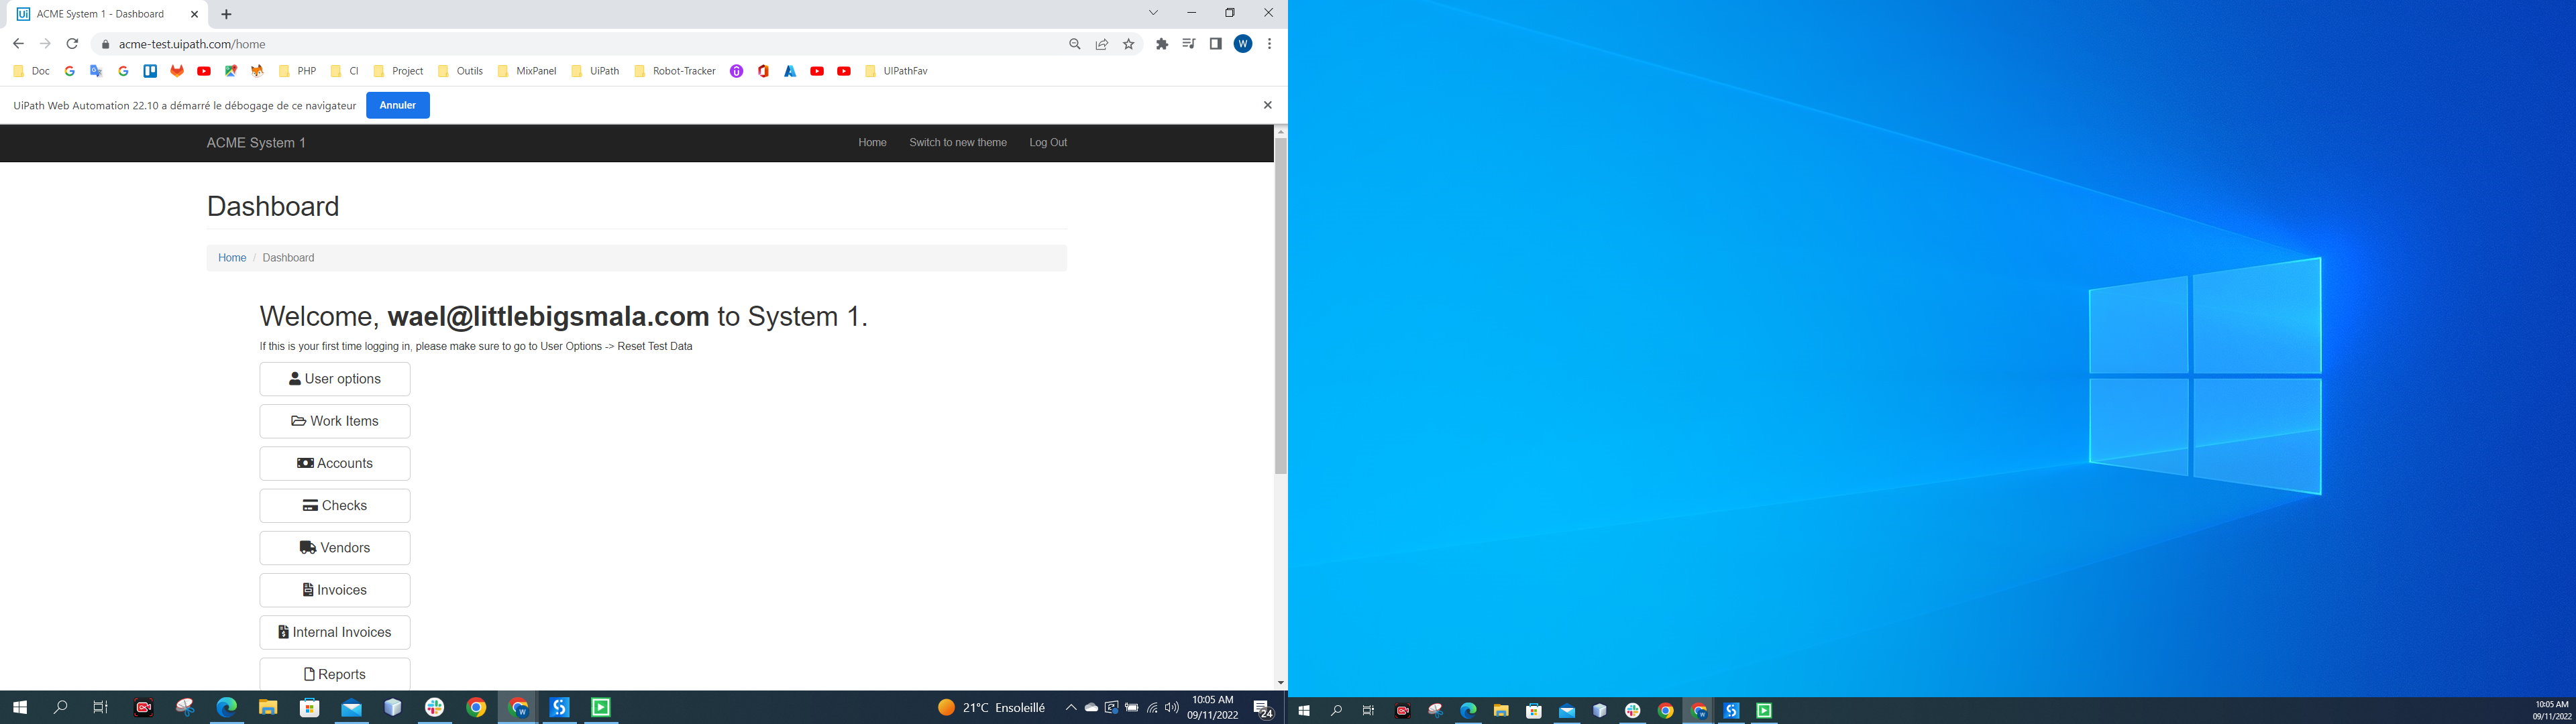 ACME System 1 - Dashboard
acme-test.uipath.com/home
W
Doc PHP CI Project Outils MixPanel UiPath Robot-Tracker UIPathFav
UiPath Web Automation 22.10 a démarré le débogage de ce navigateur Annuler
ACME System 1 Home Switch to new theme Log Out
Dashboard
Home / Dashboard
Welcome, wael@littlebigsmala.com to System 1.
If this is your first time logging in, please make sure to go to User Options -> Reset Test Data
User options
Work Items
Accounts
Checks
Vendors
Invoices
Internal Invoices
Reports
21°C Ensoleillé
10:05 AM
09/11/2022
24
10:05 AM
09/11/2022